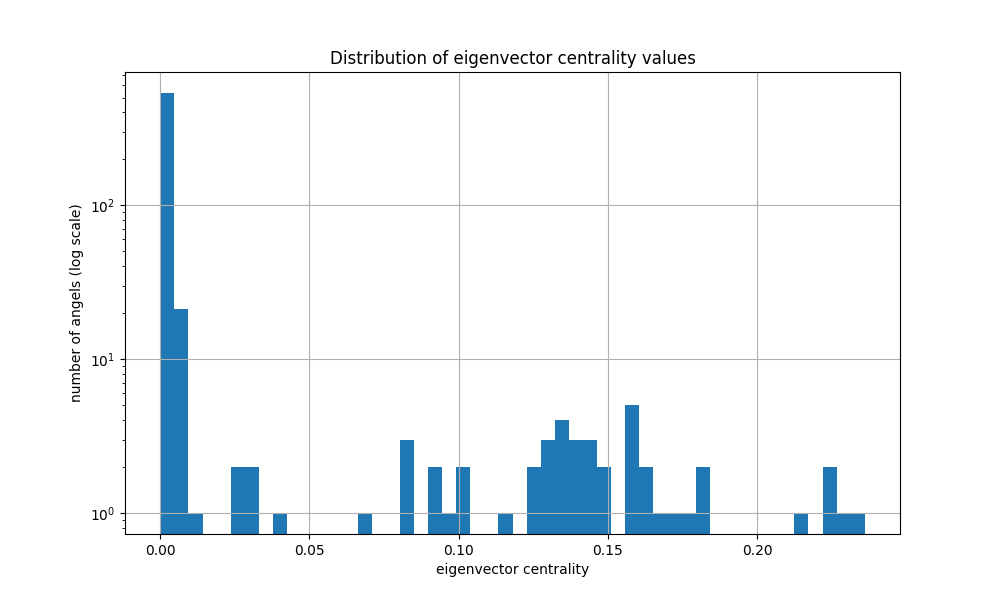 Distribution of eigenvector centrality values
number of angels (log scale)
10²
10¹
10⁰
0.00 0.05 0.10 0.15 0.20
eigenvector centrality